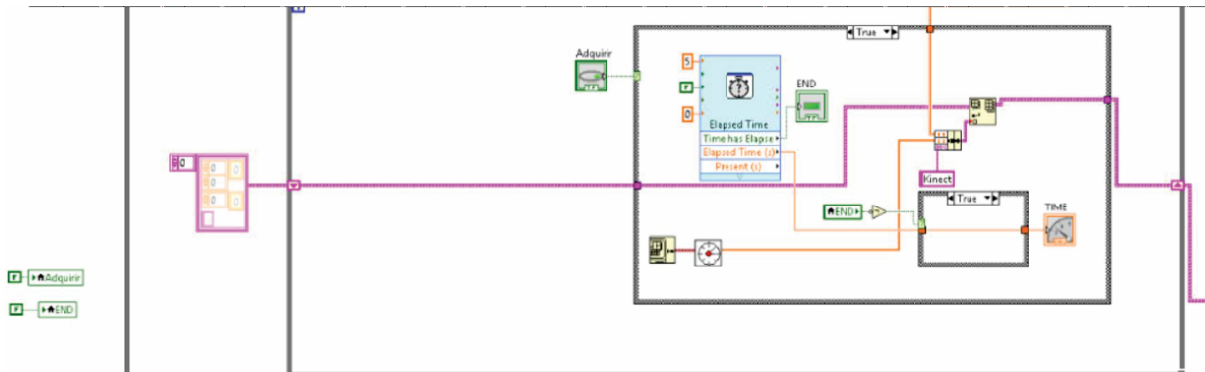 True
Adquirir
5
F
0
Elapsed Time
Time has Elapse
Elapsed Time (s)
Present (s)
END
0
0
0
0
0
0
Kinect
END
True
TIME
F
Adquirir
F
END